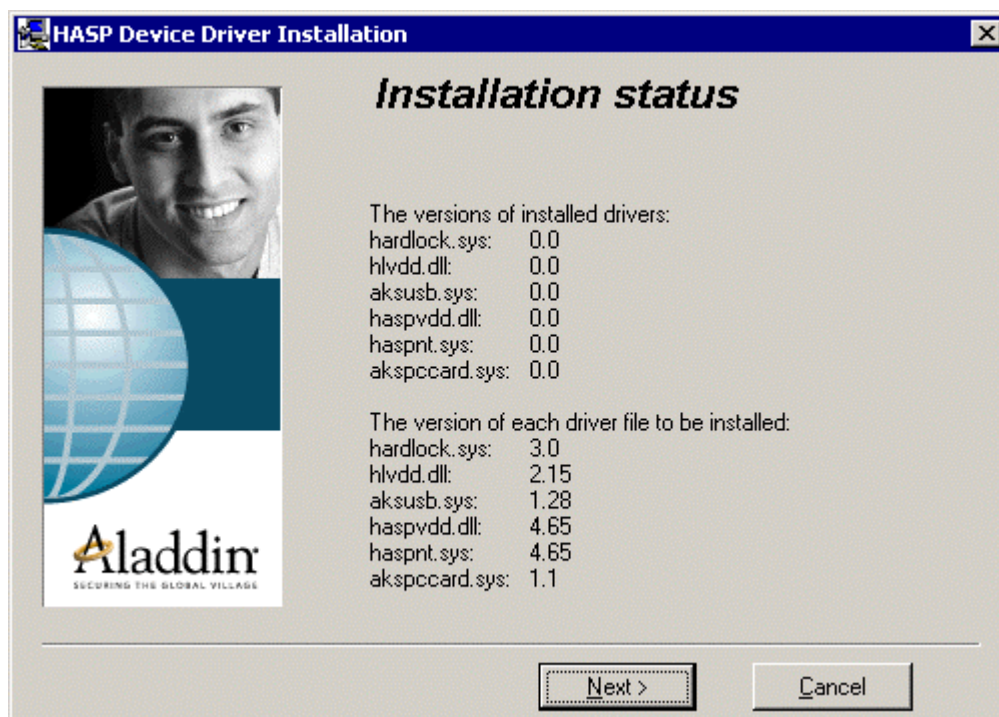 HASP Device Driver Installation
Installation status
The versions of installed drivers:
hardlock.sys: 0.0
hlvdd.dll: 0.0
aksusb.sys: 0.0
haspvdd.dll: 0.0
haspnt.sys: 0.0
akspccard.sys: 0.0
The version of each driver file to be installed:
hardlock.sys: 3.0
hlvdd.dll: 2.15
aksusb.sys: 1.28
haspvdd.dll: 4.65
haspnt.sys: 4.65
akspccard.sys: 1.1
Aladdin
SECURING THE GLOBAL VILLAGE
Next >
Cancel